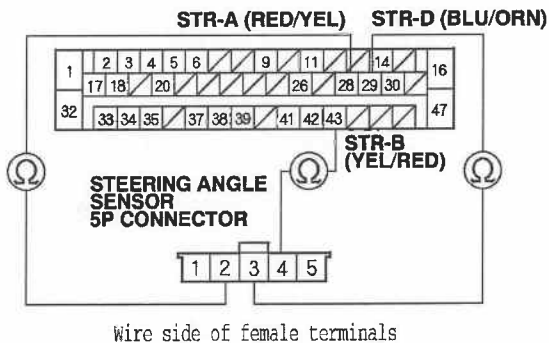 STR-A (RED/YEL) STR-D (BLU/ORN)
1 2 3 4 5 6 9 11 14 16
17 18 20 26 28 29 30
32 33 34 35 37 38 39 41 42 43 47
STR-B
(YEL/RED)
Ω Ω Ω
STEERING ANGLE
SENSOR
5P CONNECTOR
1 2 3 4 5
Wire side of female terminals